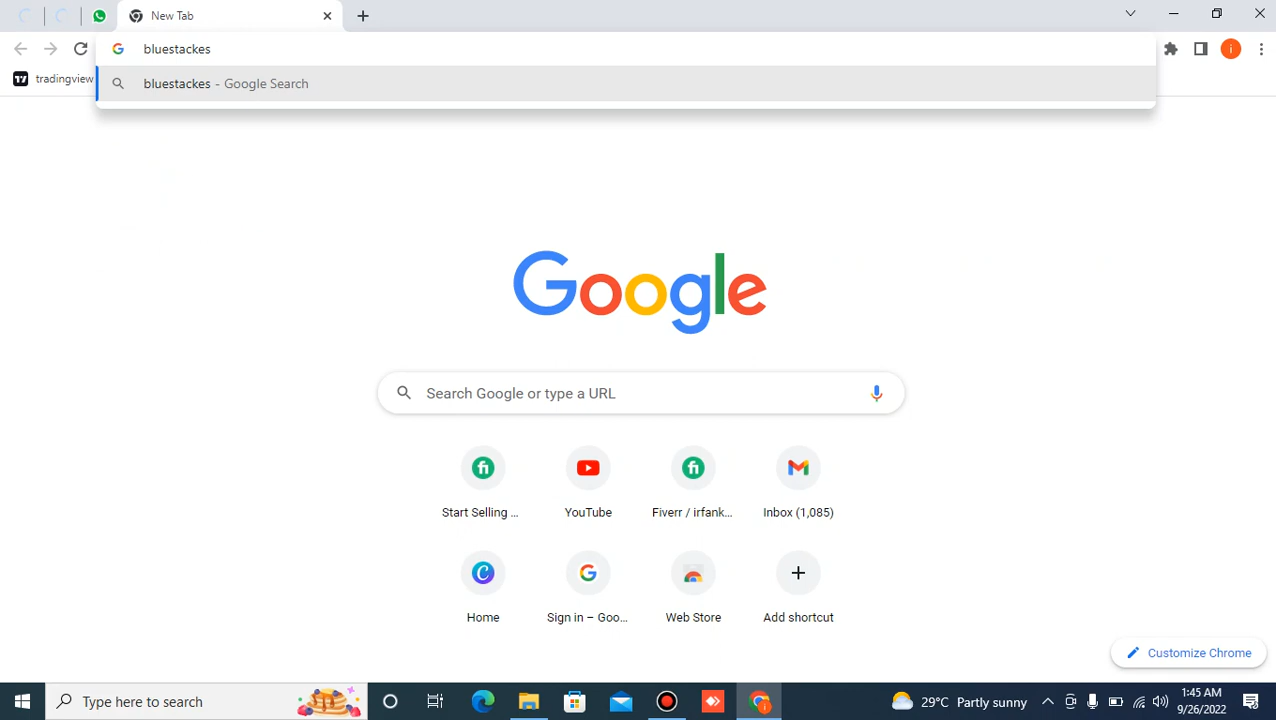 New Tab
bluestackes
tradingview
bluestackes - Google Search
Google
Search Google or type a URL
Start Selling ...
YouTube
Fiverr / irfank...
Inbox (1,085)
Home
Sign in – Goo...
Web Store
Add shortcut
Customize Chrome
Type here to search
29°C Partly sunny
1:45 AM
9/26/2022